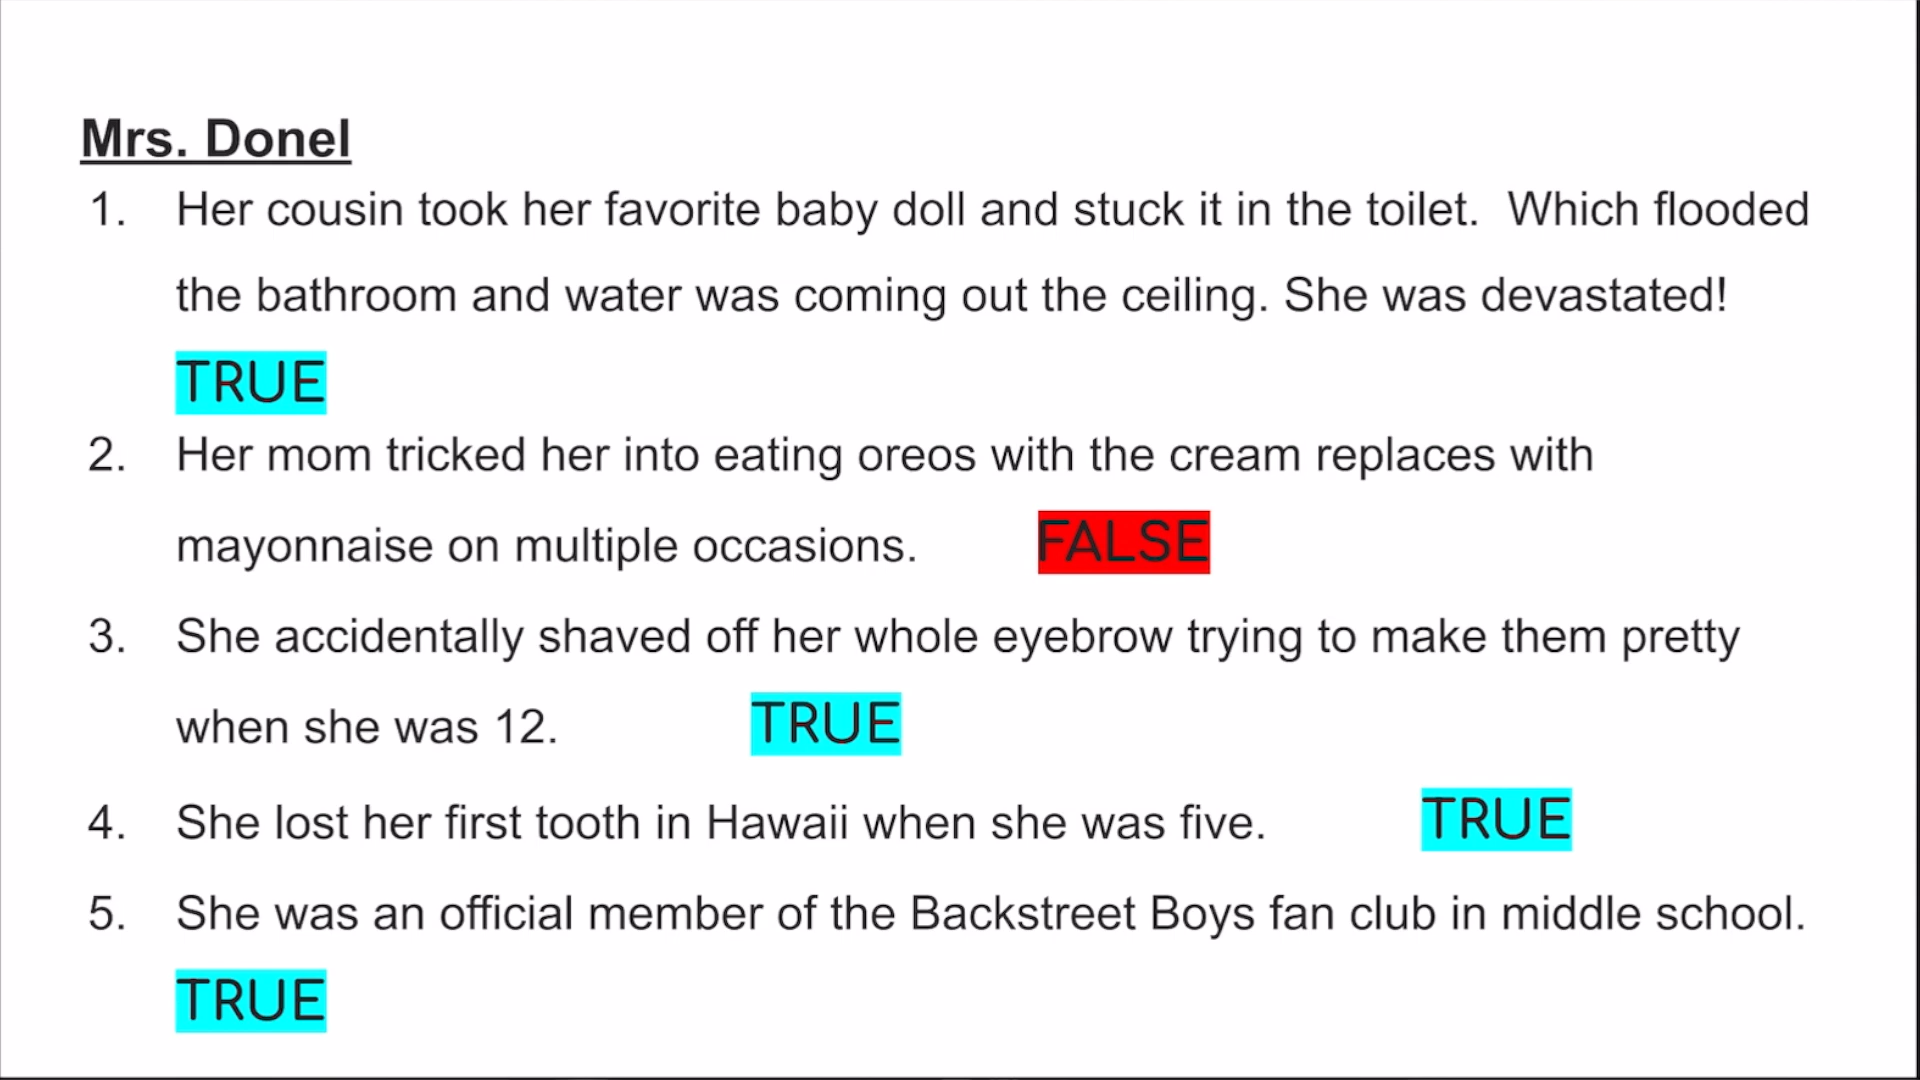 Mrs. Donel
1. Her cousin took her favorite baby doll and stuck it in the toilet.  Which flooded
the bathroom and water was coming out the ceiling. She was devastated!
TRUE
2. Her mom tricked her into eating oreos with the cream replaces with
mayonnaise on multiple occasions. FALSE
3. She accidentally shaved off her whole eyebrow trying to make them pretty
when she was 12. TRUE
4. She lost her first tooth in Hawaii when she was five. TRUE
5. She was an official member of the Backstreet Boys fan club in middle school.
TRUE